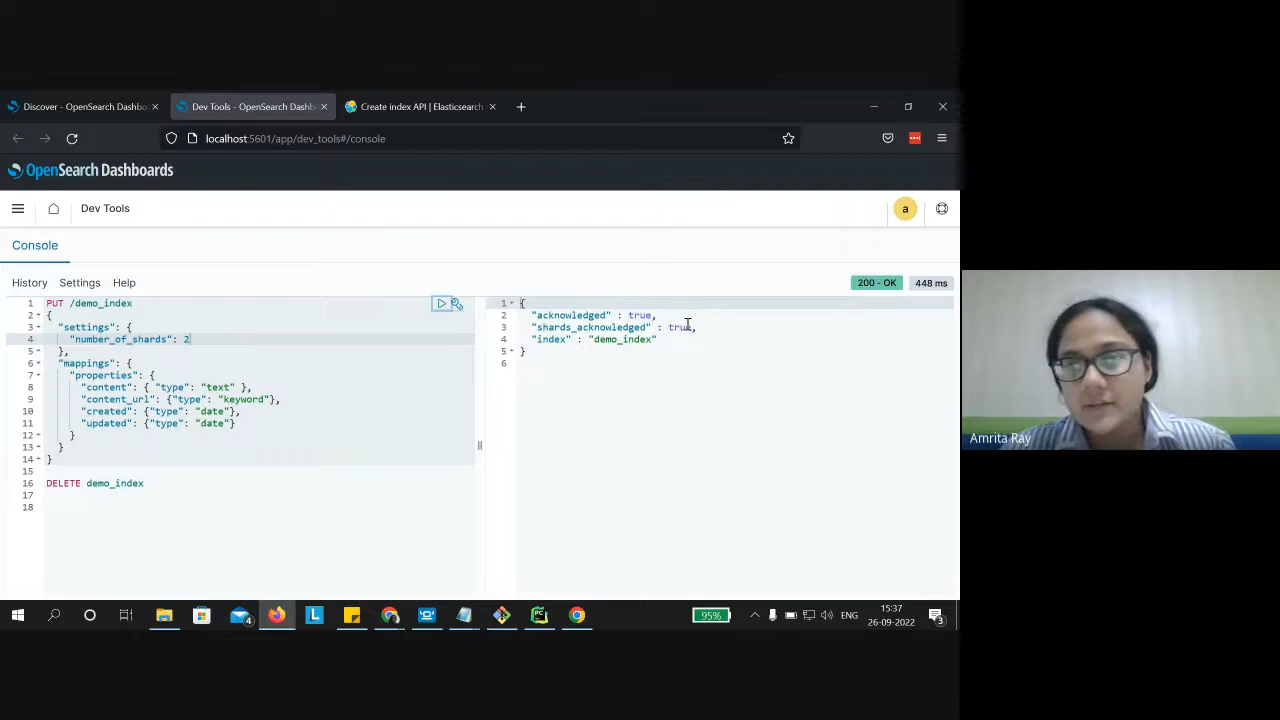 Discover - OpenSearch Dashbo
Dev Tools - OpenSearch Dashb
Create index API | Elasticsearch
localhost:5601/app/dev_tools#/console
OpenSearch Dashboards
Dev Tools
a
Console
History Settings Help
200 - OK 448 ms
1 PUT /demo_index
2 {
3 "settings": {
4 "number_of_shards": 2
5 },
6 "mappings": {
7 "properties": {
8 "content": { "type": "text" },
9 "content_url": {"type": "keyword"},
10 "created": {"type": "date"},
11 "updated": {"type": "date"}
12 }
13 }
14 }
15
16 DELETE demo_index
17
18
1 {
2 "acknowledged" : true,
3 "shards_acknowledged" : true,
4 "index" : "demo_index"
5 }
6
Amrita Ray
4
L
PC
95%
ENG
15:37
26-09-2022
3